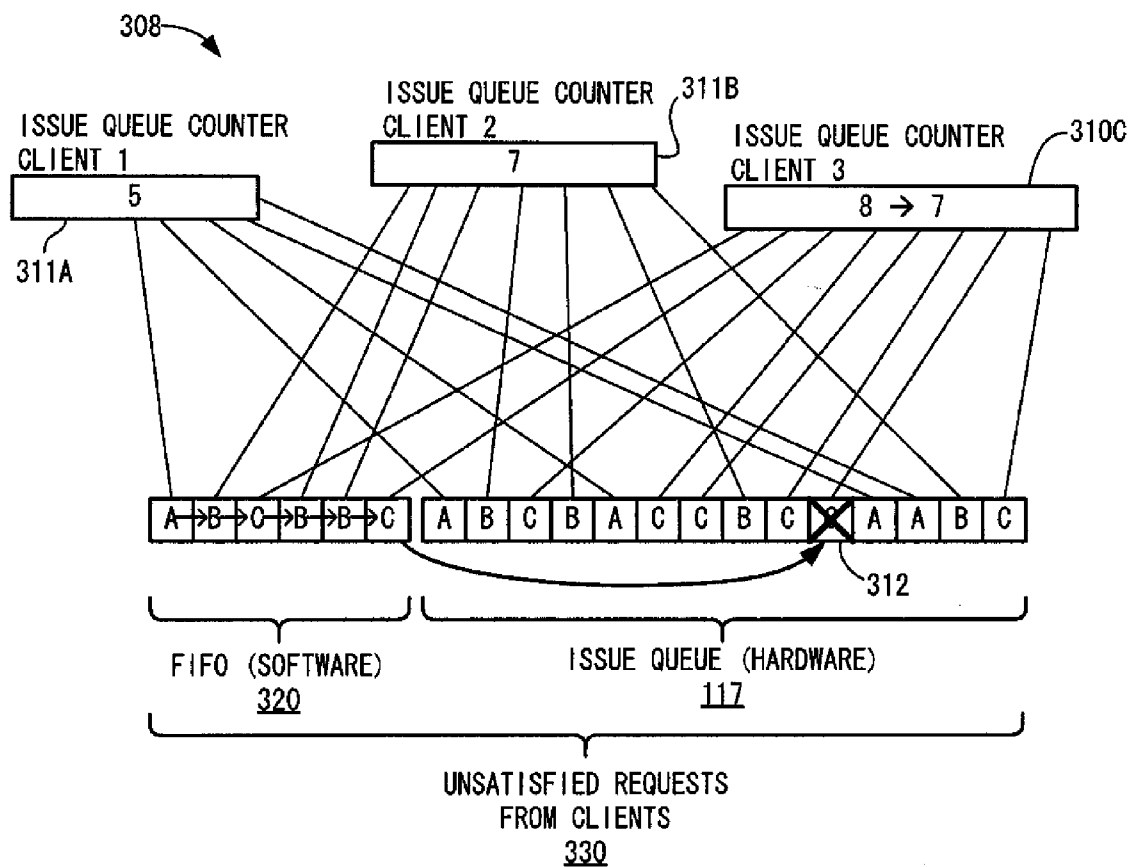 308
ISSUE QUEUE COUNTER
CLIENT 1
5
311A
ISSUE QUEUE COUNTER
CLIENT 2
7
311B
ISSUE QUEUE COUNTER
CLIENT 3
8 → 7
310C
A→B→C→B→B→C
A B C B A C C B C C A A B C
312
FIFO (SOFTWARE)
320
ISSUE QUEUE (HARDWARE)
117
UNSATISFIED REQUESTS
FROM CLIENTS
330